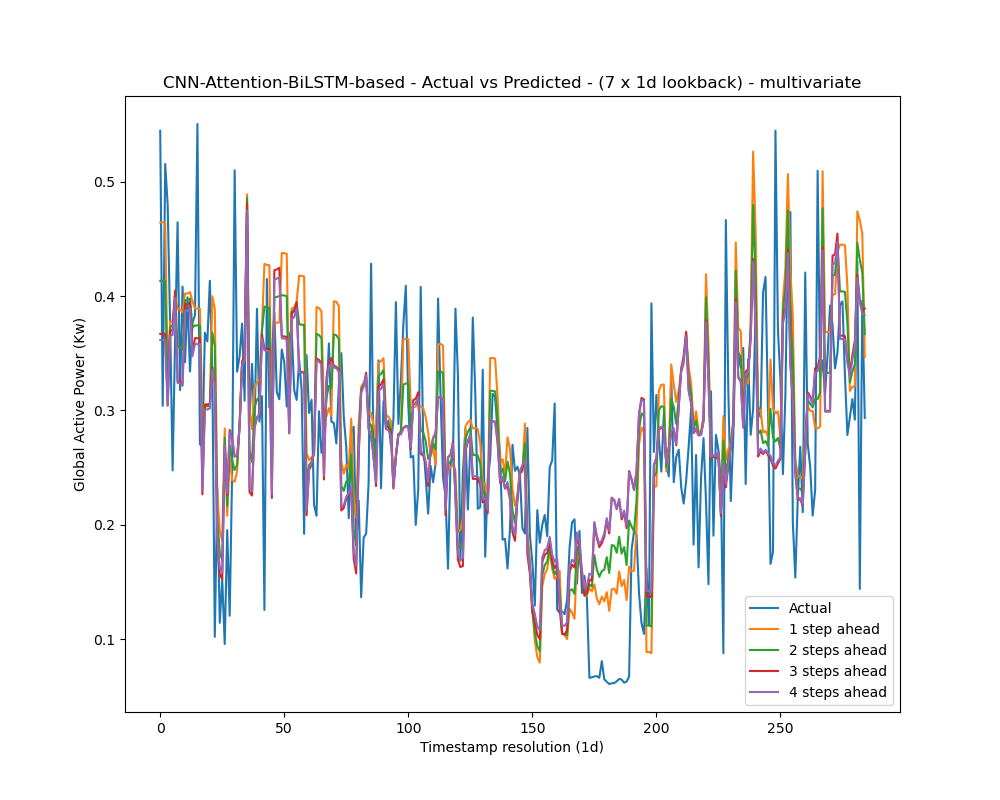 CNN-Attention-BiLSTM-based - Actual vs Predicted - (7 x 1d lookback) - multivariate
Global Active Power (Kw)
0.5
0.4
0.3
0.2
0.1
0 50 100 150 200 250
Timestamp resolution (1d)
Actual
1 step ahead
2 steps ahead
3 steps ahead
4 steps ahead